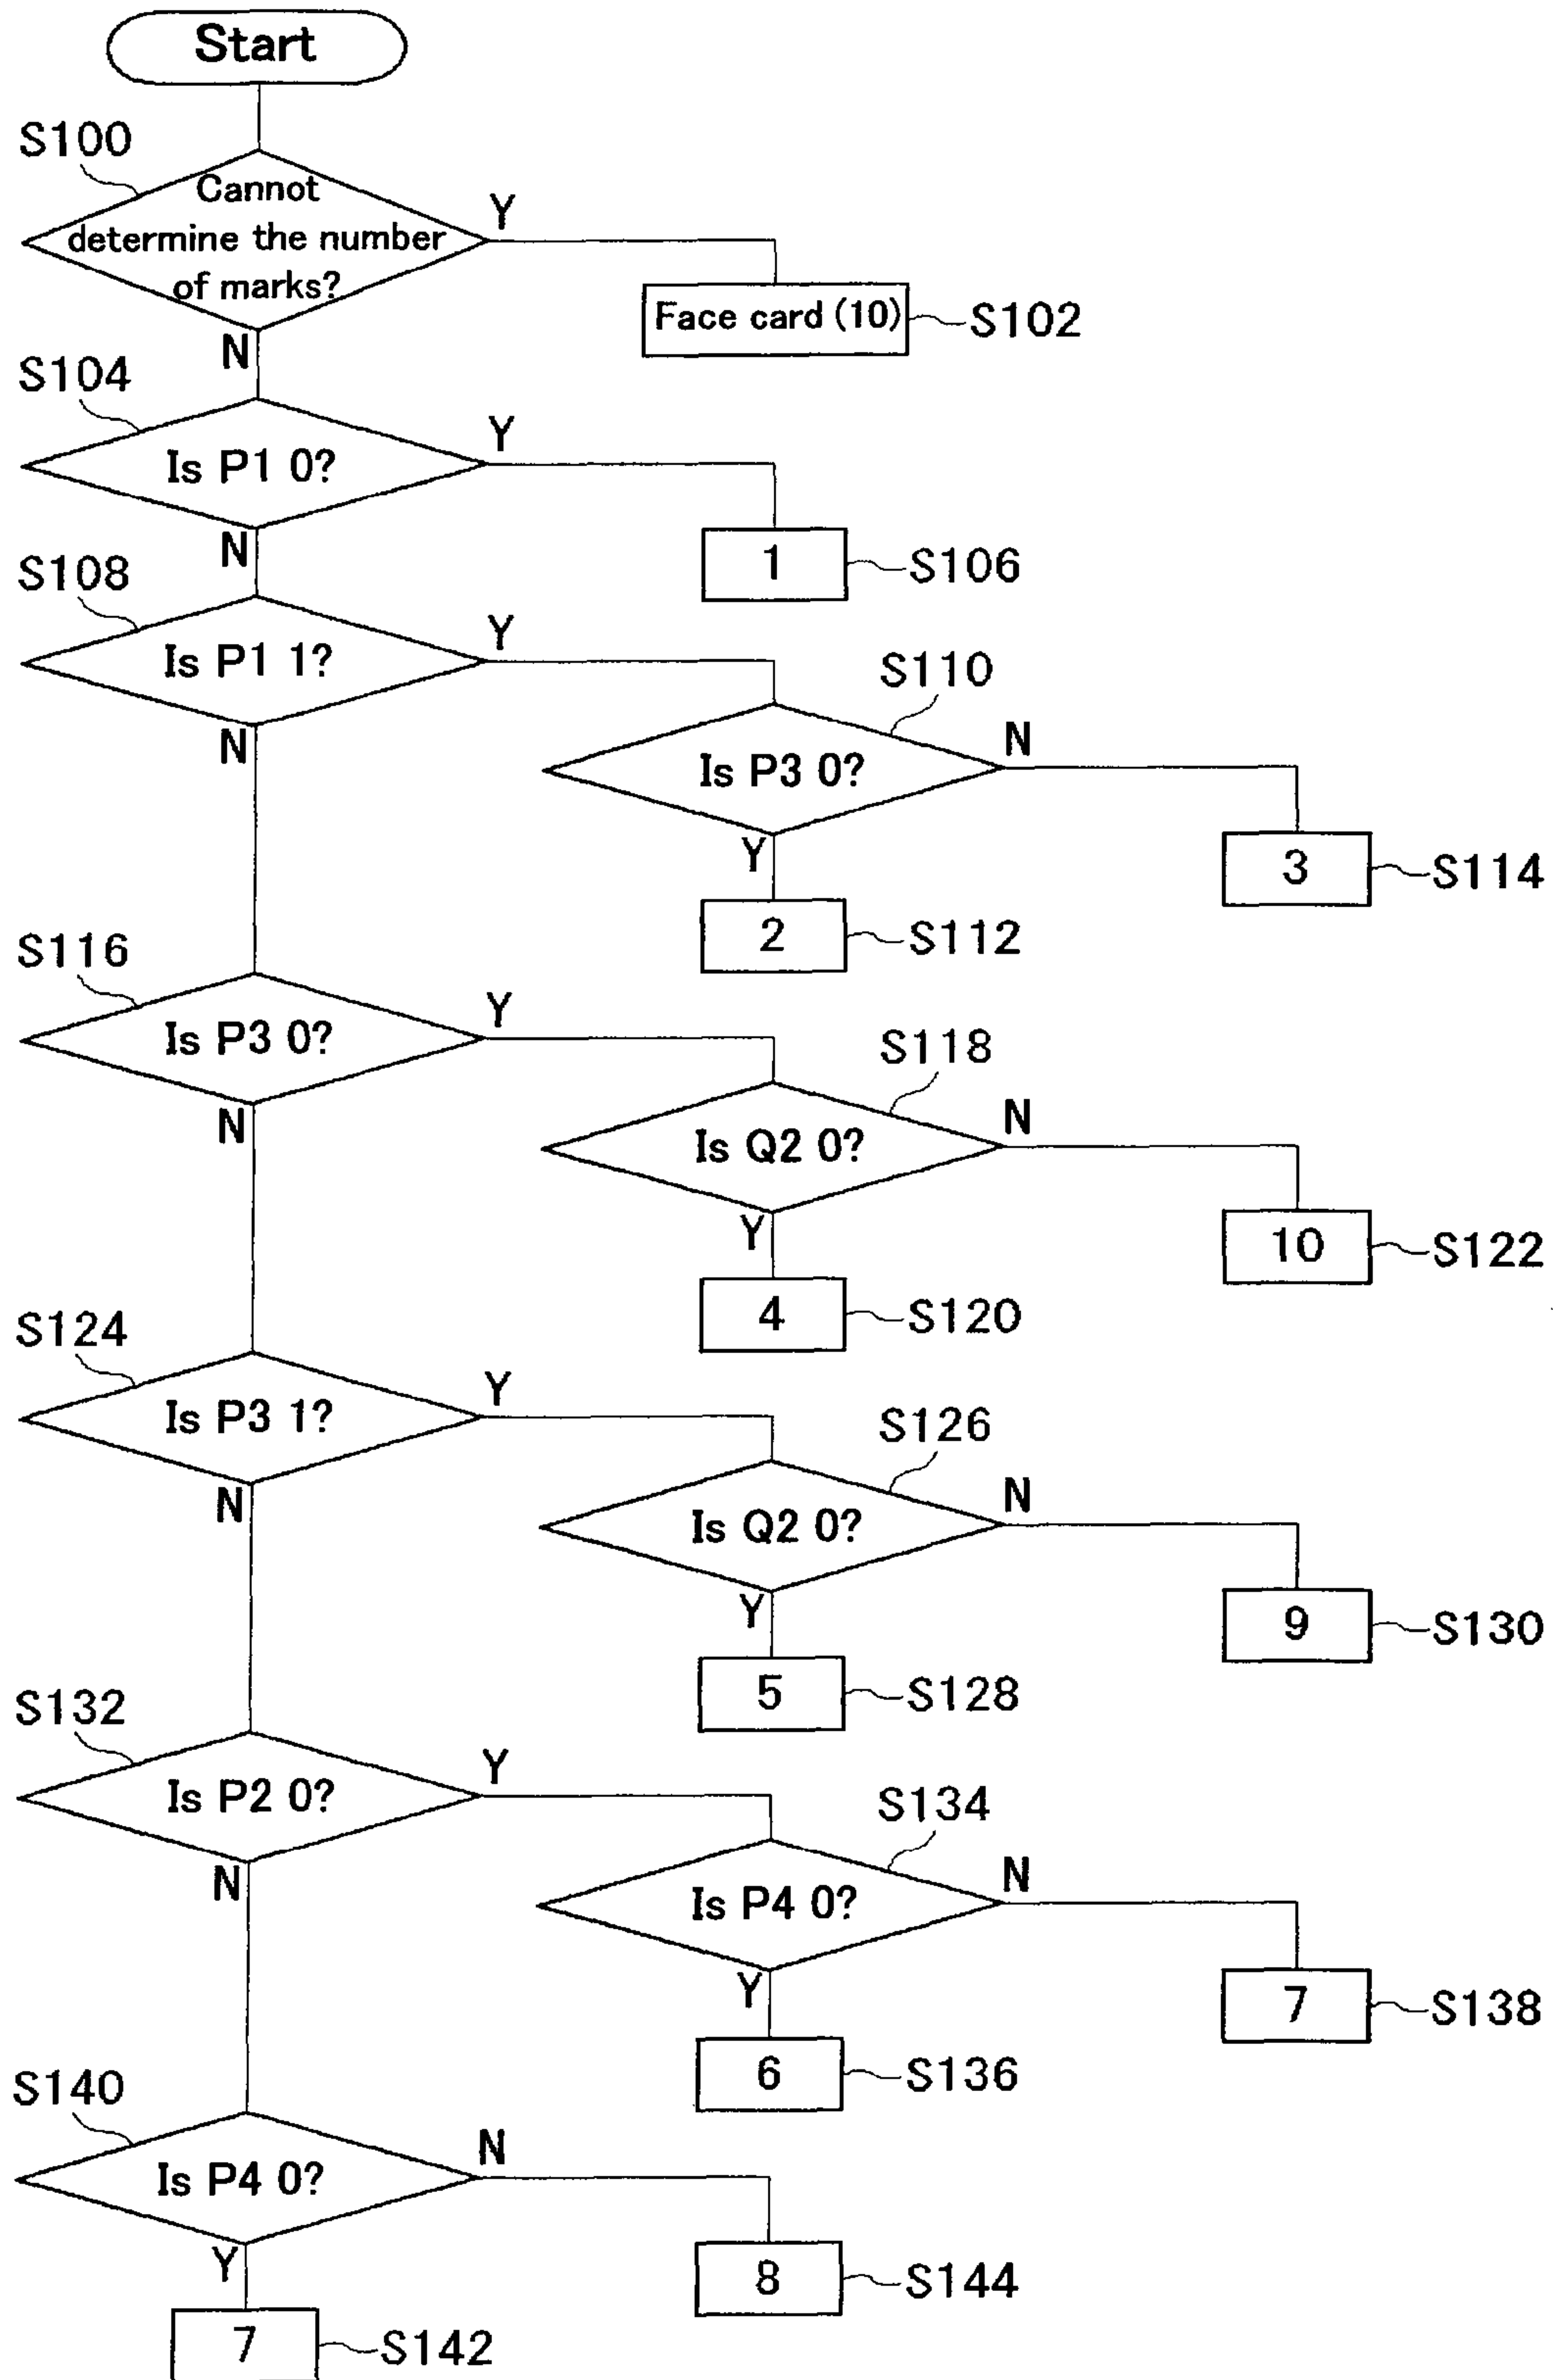 Start
S100
Cannot
determine the number
of marks?
Y
Face card (10)
S102
N
S104
Is P1 0?
Y
1
S106
N
S108
Is P1 1?
Y
S110
Is P3 0?
N
3
S114
Y
2
S112
N
S116
Is P3 0?
Y
S118
Is Q2 0?
N
10
S122
Y
4
S120
N
S124
Is P3 1?
Y
S126
Is Q2 0?
N
9
S130
Y
5
S128
N
S132
Is P2 0?
Y
S134
Is P4 0?
N
7
S138
Y
6
S136
N
S140
Is P4 0?
N
8
S144
Y
7
S142